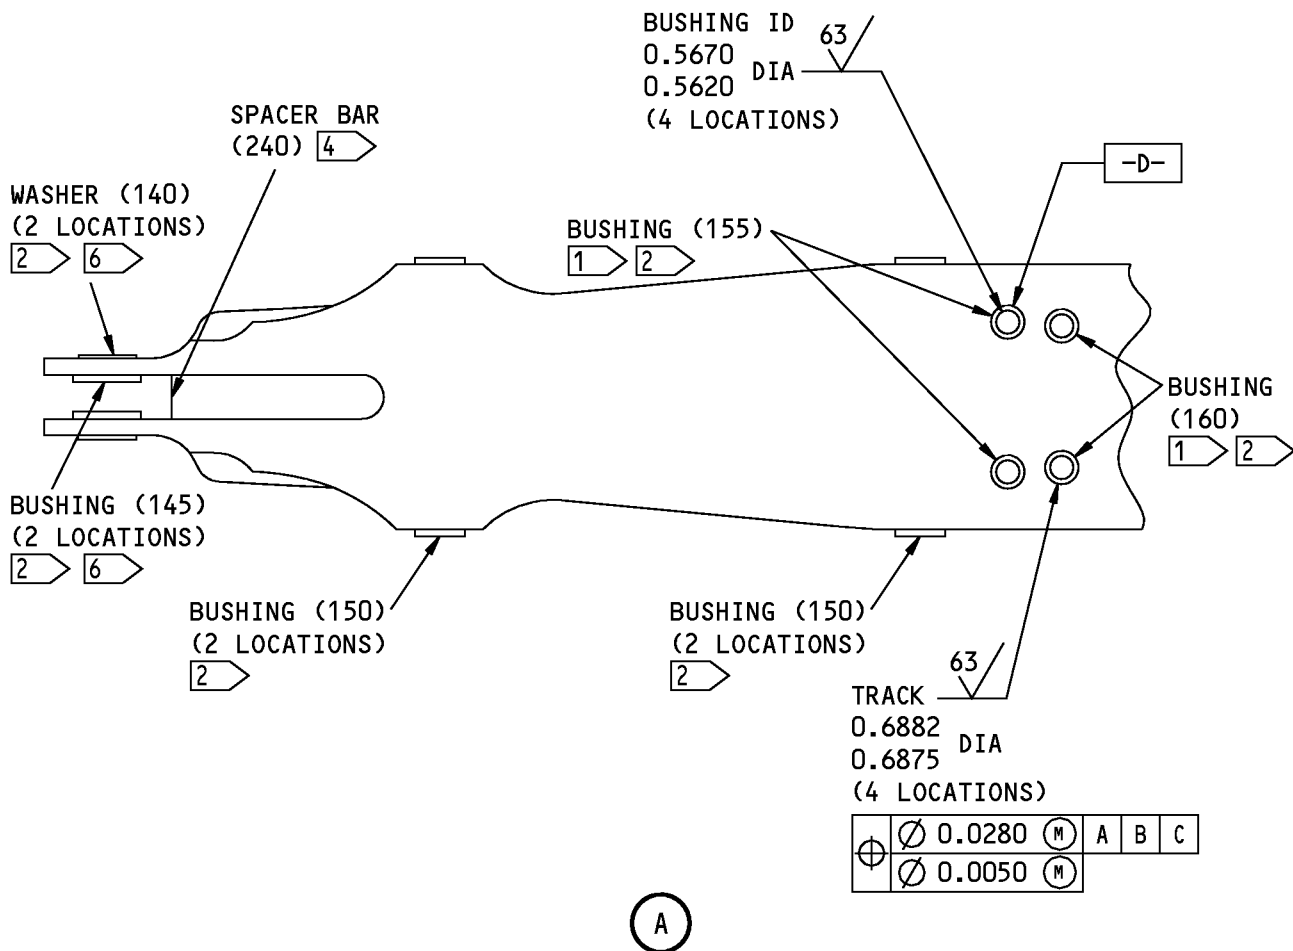 BUSHING ID
0.5670
0.5620
DIA
63
(4 LOCATIONS)
SPACER BAR
(240) 4
-D-
WASHER (140)
(2 LOCATIONS)
2 6
BUSHING (155)
1 2
BUSHING
(160)
1 2
BUSHING (145)
(2 LOCATIONS)
2 6
BUSHING (150)
(2 LOCATIONS)
2
BUSHING (150)
(2 LOCATIONS)
2
63
TRACK
0.6882
0.6875
DIA
(4 LOCATIONS)
⌖ ∅ 0.0280 Ⓜ A B C
∅ 0.0050 Ⓜ
A